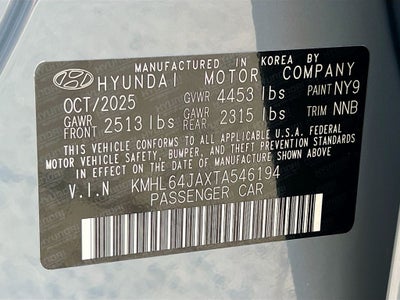 MANUFACTURED IN KOREA BY
HYUNDAI MOTOR COMPANY
OCT/2025 GVWR 4453 lbs PAINT NY9
GAWR FRONT 2513 lbs GAWR REAR 2315 lbs TRIM NNB
THIS VEHICLE CONFORMS TO ALL APPLICABLE U.S.A. FEDERAL
MOTOR VEHICLE SAFETY, BUMPER, AND THEFT PREVENTION STANDARDS
IN EFFECT ON THE DATE OF MANUFACTURE SHOWN ABOVE.
V.I.N KMHL64JAXTA546194
PASSENGER CAR